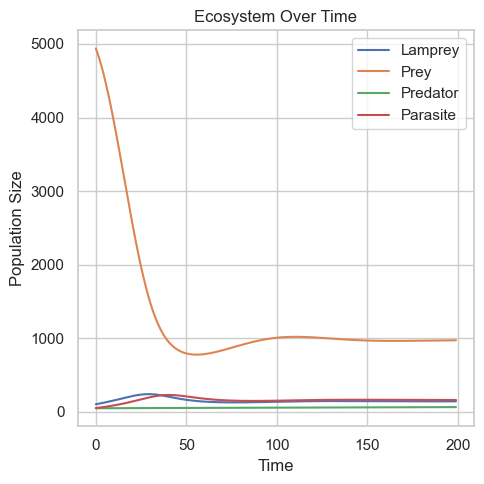 Ecosystem Over Time
Lamprey
Prey
Predator
Parasite
Population Size
5000
4000
3000
2000
1000
0
0 50 100 150 200
Time